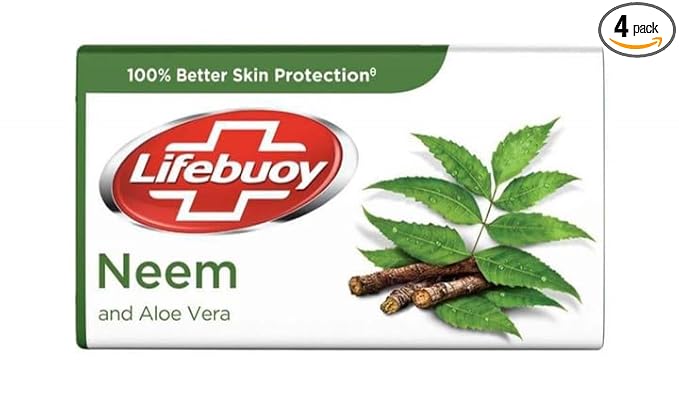 4 pack
100% Better Skin Protection⁰
Lifebuoy
Neem
and Aloe Vera